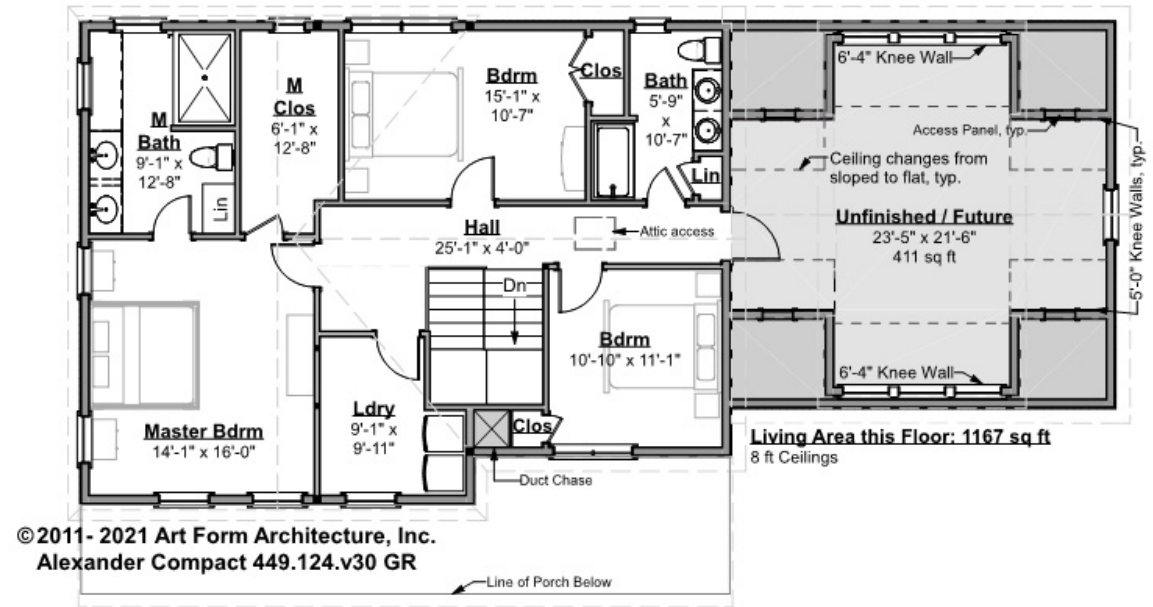 M
Bath
9'-1" x
12'-8"
Lin
M
Clos
6'-1" x
12'-8"
Bdrm
15'-1" x
10'-7"
Clos
Bath
5'-9"
x
10'-7"
Lin
6'-4" Knee Wall
Access Panel, typ.
Ceiling changes from
sloped to flat, typ.
Unfinished / Future
23'-5" x 21'-6"
411 sq ft
5'-0" Knee Walls, typ.
6'-4" Knee Wall
Hall
25'-1" x 4'-0"
Attic access
Dn
Bdrm
10'-10" x 11'-1"
Master Bdrm
14'-1" x 16'-0"
Ldry
9'-1" x
9'-11"
Clos
Duct Chase
Living Area this Floor: 1167 sq ft
8 ft Ceilings
©2011- 2021 Art Form Architecture, Inc.
Alexander Compact 449.124.v30 GR
Line of Porch Below